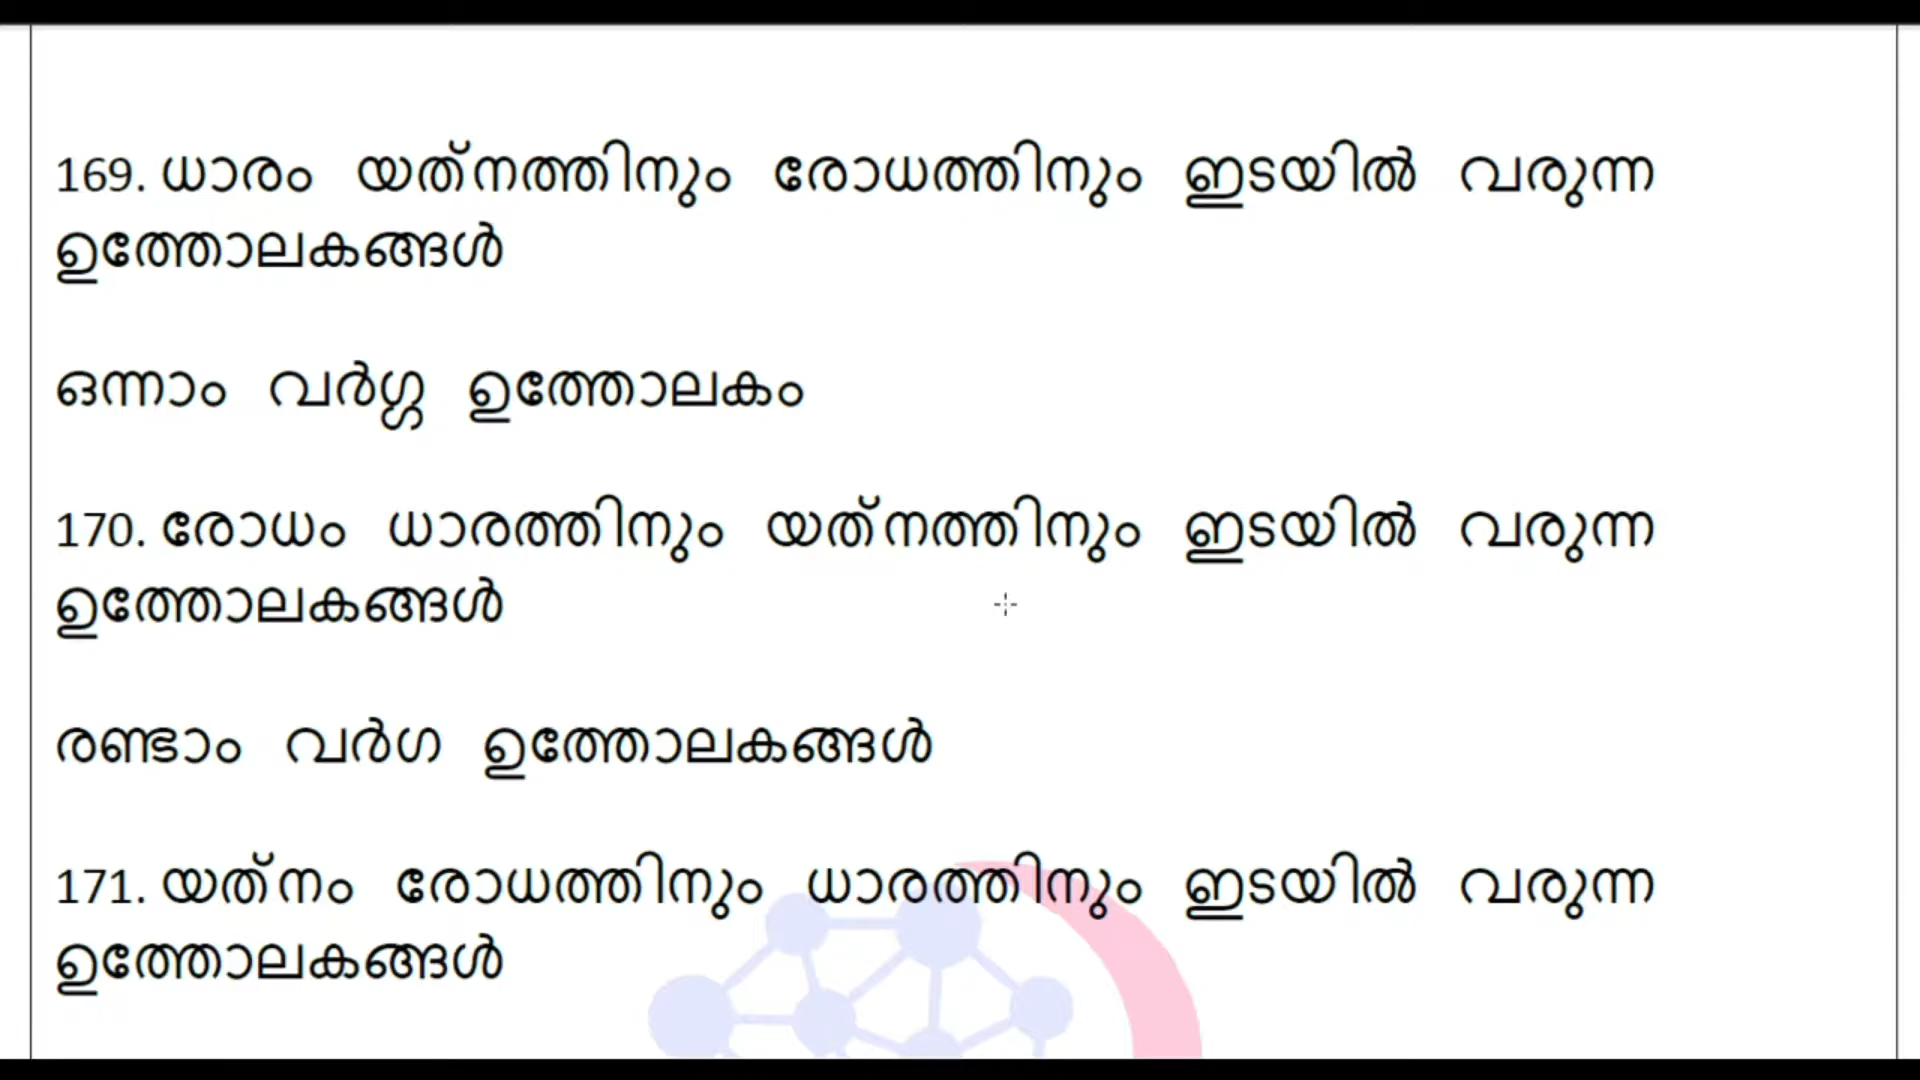 169. ധാരം യത്‌നത്തിനും രോധത്തിനും ഇടയിൽ വരുന്ന
ഉത്തോലകങ്ങൾ
ഒന്നാം വർഗ്ഗ ഉത്തോലകം
170. രോധം ധാരത്തിനും യത്‌നത്തിനും ഇടയിൽ വരുന്ന
ഉത്തോലകങ്ങൾ
രണ്ടാം വർഗ ഉത്തോലകങ്ങൾ
171. യത്‌നം രോധത്തിനും ധാരത്തിനും ഇടയിൽ വരുന്ന
ഉത്തോലകങ്ങൾ